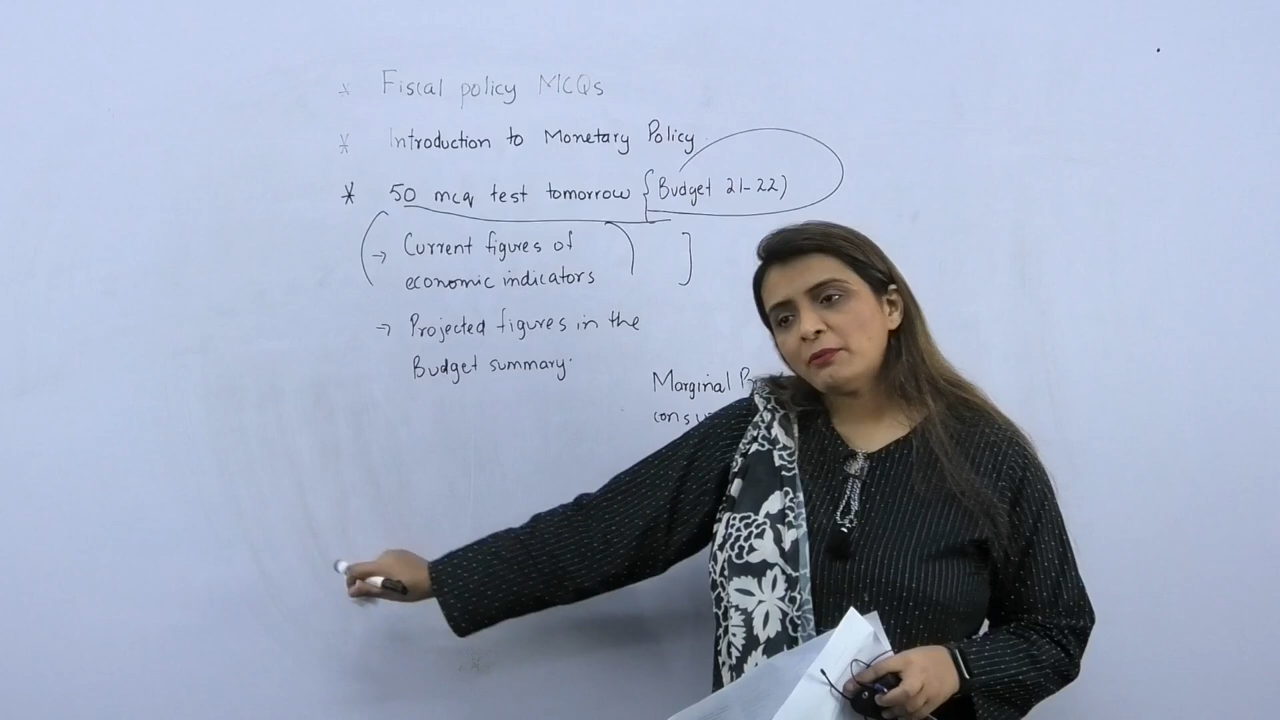 * Fiscal policy MCQs
* Introduction to Monetary Policy
* 50 mcq test tomorrow {Budget 21-22)
→ Current figures of
economic indicators
→ Projected figures in the
Budget summary.
Marginal